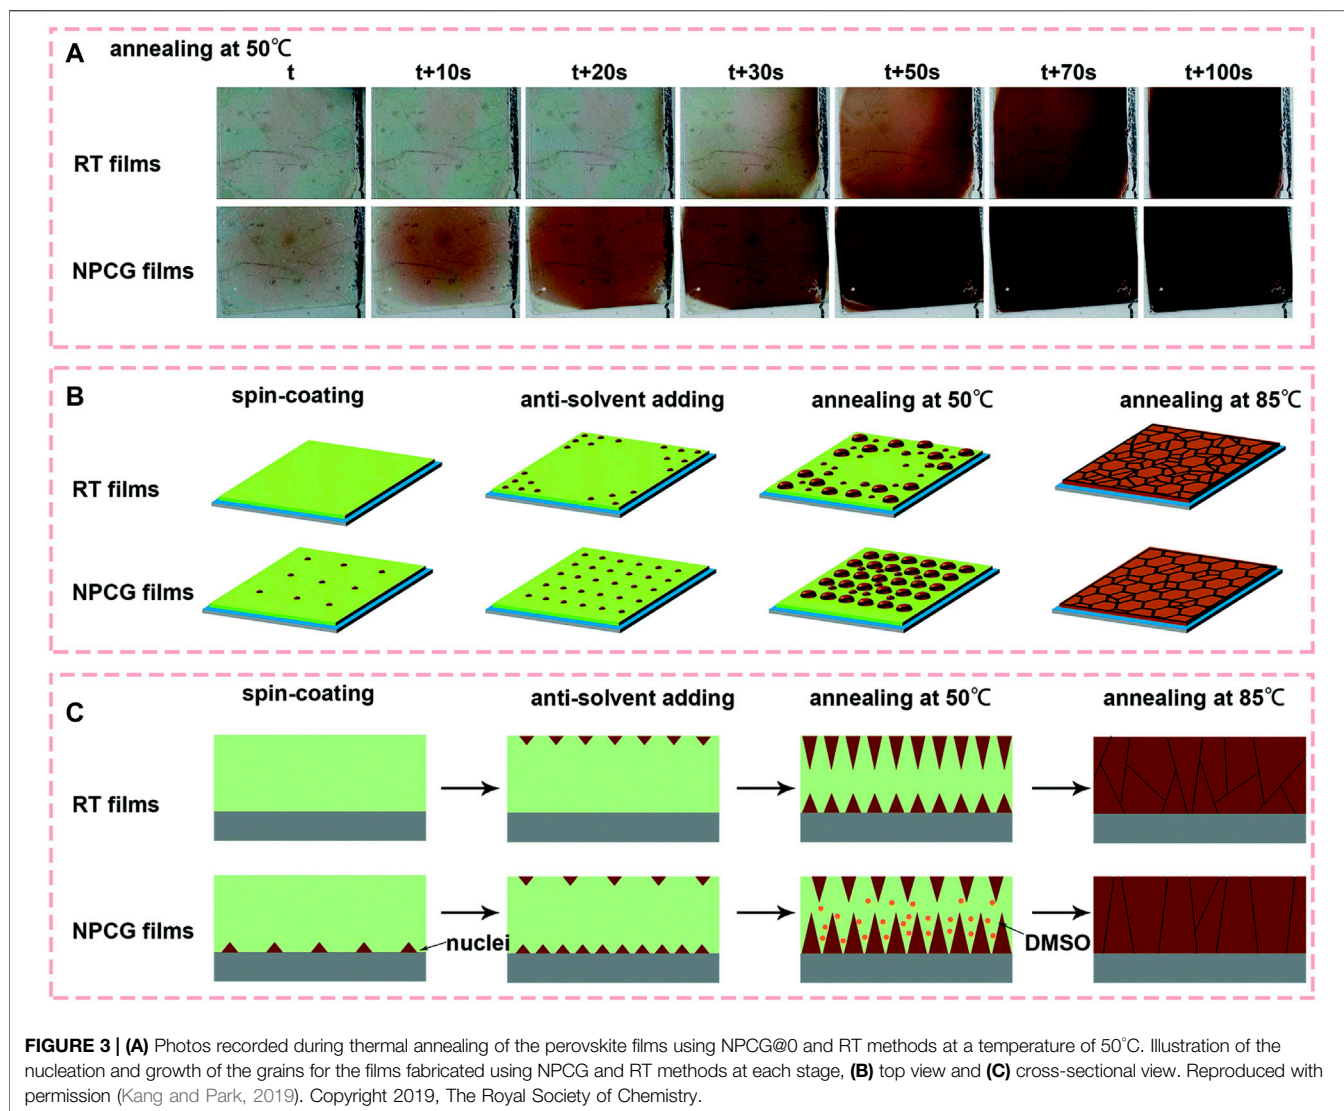 A
annealing at 50℃
t t+10s t+20s t+30s t+50s t+70s t+100s
RT films
NPCG films
B
spin-coating anti-solvent adding annealing at 50℃ annealing at 85℃
RT films
NPCG films
C
spin-coating anti-solvent adding annealing at 50℃ annealing at 85℃
RT films
NPCG films
nuclei DMSO
FIGURE 3 | (A) Photos recorded during thermal annealing of the perovskite films using NPCG@0 and RT methods at a temperature of 50°C. Illustration of the
nucleation and growth of the grains for the films fabricated using NPCG and RT methods at each stage, (B) top view and (C) cross-sectional view. Reproduced with
permission (Kang and Park, 2019). Copyright 2019, The Royal Society of Chemistry.